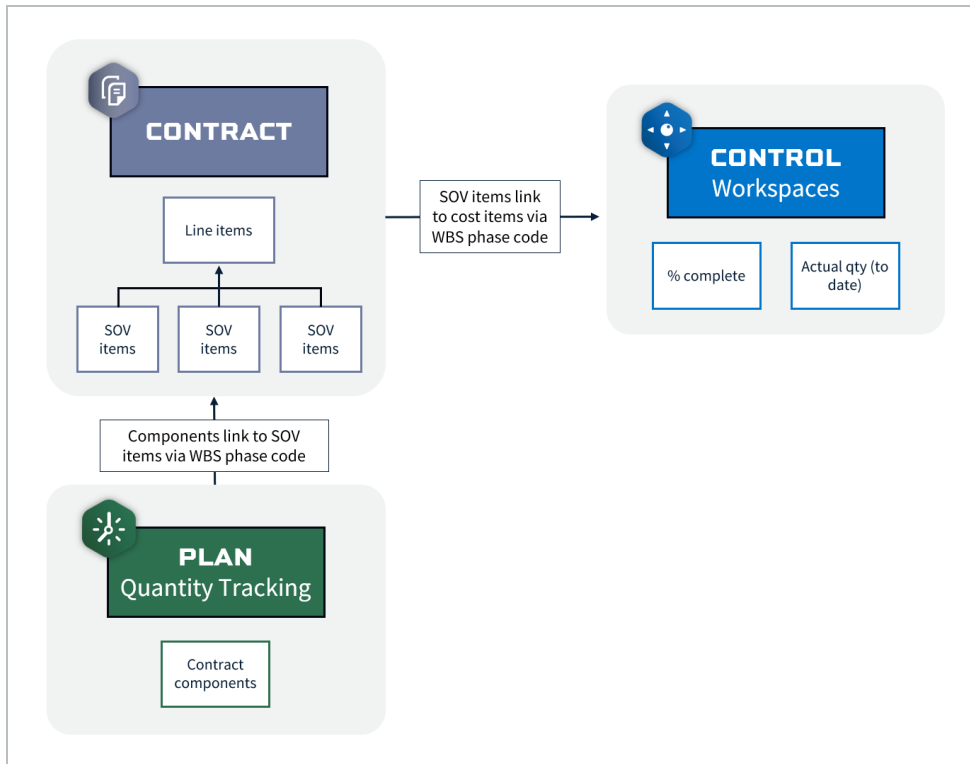 CONTRACT
Line items
SOV
items
SOV
items
SOV
items
SOV items link
to cost items via
WBS phase code
CONTROL
Workspaces
% complete
Actual qty (to
date)
Components link to SOV
items via WBS phase code
PLAN
Quantity Tracking
Contract
components